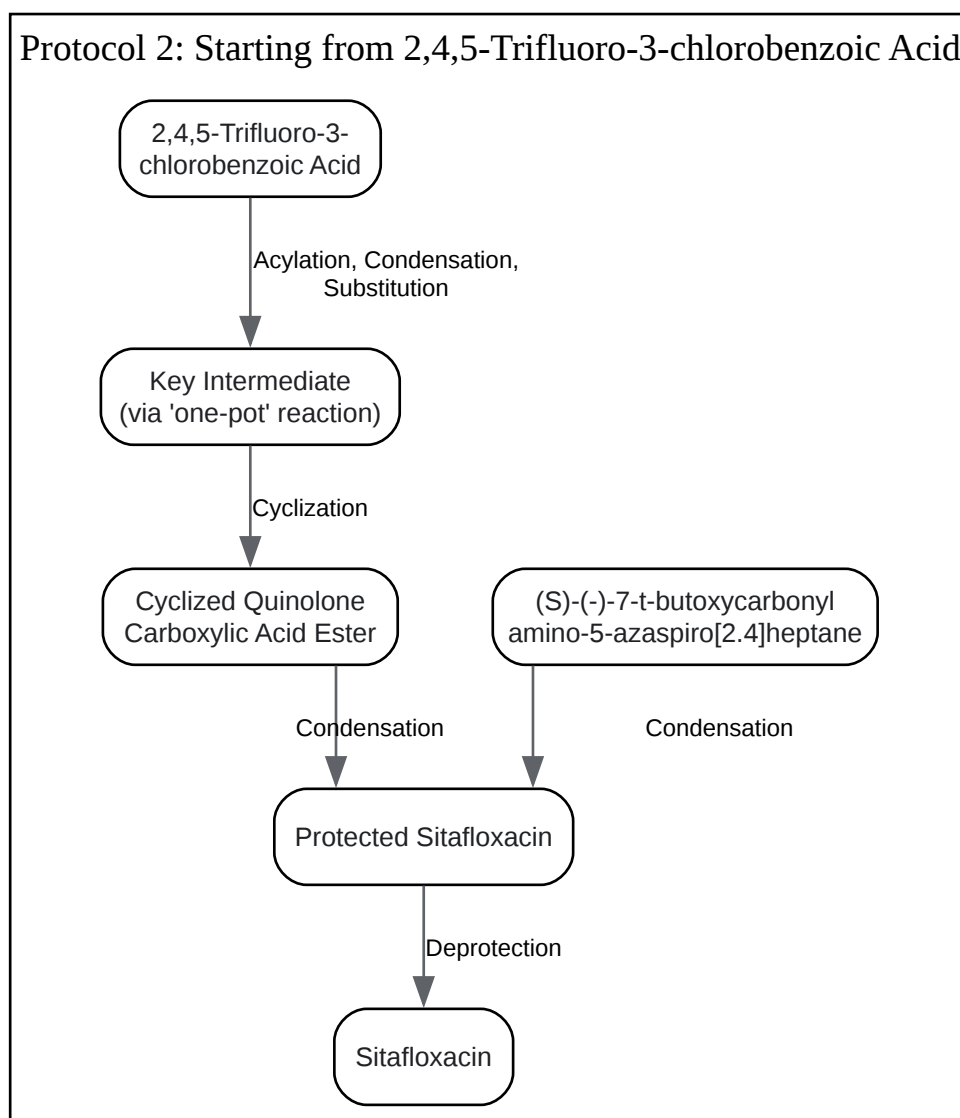 Protocol 2: Starting from 2,4,5-Trifluoro-3-chlorobenzoic Acid
2,4,5-Trifluoro-3-
chlorobenzoic Acid
Acylation, Condensation,
Substitution
Key Intermediate
(via 'one-pot' reaction)
Cyclization
Cyclized Quinolone
Carboxylic Acid Ester
(S)-(-)-7-t-butoxycarbonyl
amino-5-azaspiro[2.4]heptane
Condensation
Condensation
Protected Sitafloxacin
Deprotection
Sitafloxacin